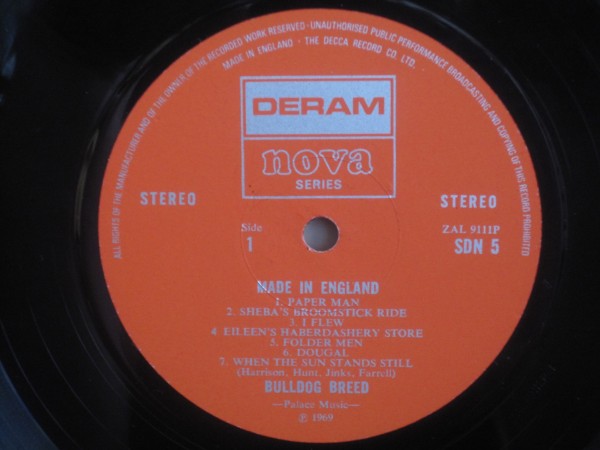 ALL RIGHTS OF THE MANUFACTURER AND OF THE OWNER OF THE RECORDED WORK RESERVED · UNAUTHORISED PUBLIC PERFORMANCE BROADCASTING AND COPYING OF THIS RECORD PROHIBITED
MADE IN ENGLAND · THE DECCA RECORD CO. LTD.
DERAM
nova
SERIES
STEREO
STEREO
Side
1
ZAL 9111P
SDN 5
MADE IN ENGLAND
1. PAPER MAN
2. SHEBA'S BROOMSTICK RIDE
3. I FLEW
4. EILEEN'S HABERDASHERY STORE
5. FOLDER MEN
6. DOUGAL
7. WHEN THE SUN STANDS STILL
(Harrison, Hunt, Jinks, Farrell)
BULLDOG BREED
—Palace Music—
℗ 1969